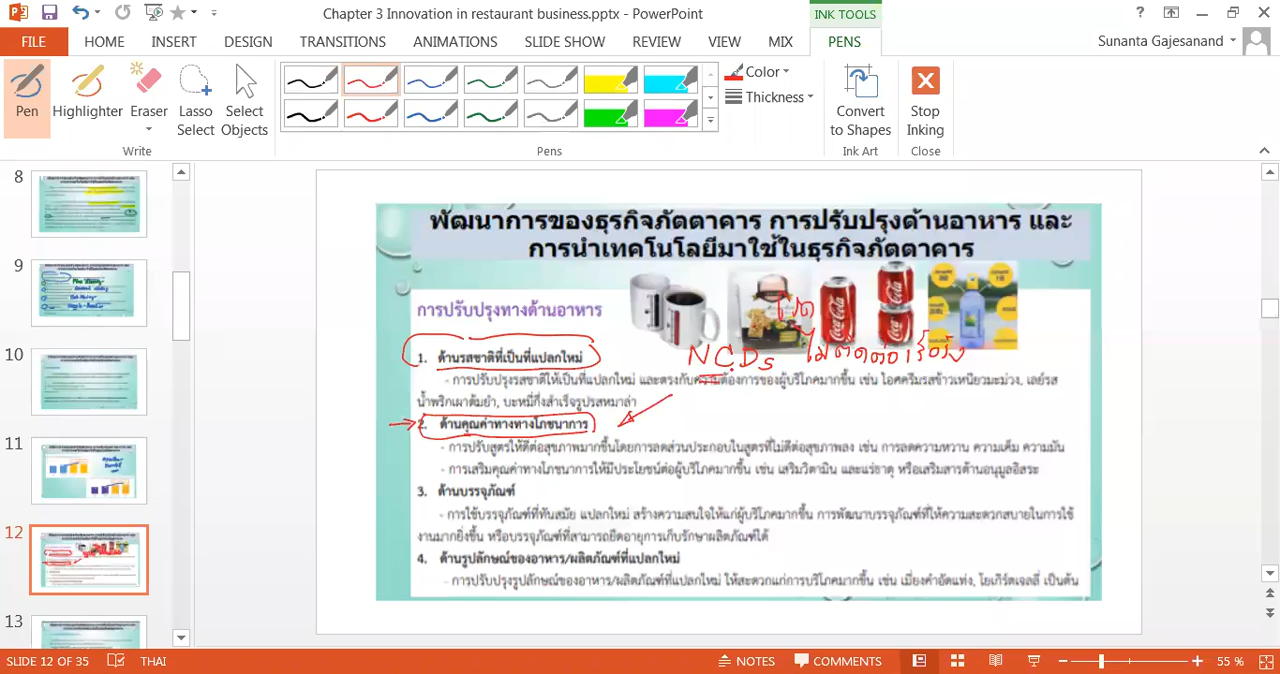 Chapter 3 Innovation in restaurant business.pptx - PowerPoint
INK TOOLS
FILE HOME INSERT DESIGN TRANSITIONS ANIMATIONS SLIDE SHOW REVIEW VIEW MIX PENS
Sunanta Gajesanand
Pen Highlighter Eraser Lasso Select Select Objects
Color
Thickness
Convert to Shapes
Stop Inking
Write Pens Ink Art Close
8
9
10
11
12
13
พัฒนาการของธุรกิจภัตตาคาร การปรับปรุงด้านอาหาร และ
การนำเทคโนโลยีมาใช้ในธุรกิจภัตตาคาร
การปรับปรุงทางด้านอาหาร
โรค
NCDs ไม่ติดต่อเรื้อรัง
1. ด้านรสชาติที่เป็นที่แปลกใหม่
- การปรับปรุงรสชาติให้เป็นที่แปลกใหม่ และตรงกับความต้องการของผู้บริโภคมากขึ้น เช่น ไอศครีมรสข้าวเหนียวมะม่วง, เลย์รส
น้ำพริกเผาต้มยำ, บะหมี่กึ่งสำเร็จรูปรสหมาล่า
2. ด้านคุณค่าทางทางโภชนาการ
- การปรับสูตรให้ดีต่อสุขภาพมากขึ้นโดยการลดส่วนประกอบในสูตรที่ไม่ดีต่อสุขภาพลง เช่น การลดความหวาน ความเค็ม ความมัน
- การเสริมคุณค่าทางโภชนาการให้มีประโยชน์ต่อผู้บริโภคมากขึ้น เช่น เสริมวิตามิน และแร่ธาตุ หรือเสริมสารต้านอนุมูลอิสระ
3. ด้านบรรจุภัณฑ์
- การใช้บรรจุภัณฑ์ที่ทันสมัย แปลกใหม่ สร้างความสนใจให้แก่ผู้บริโภคมากขึ้น การพัฒนาบรรจุภัณฑ์ที่ให้ความสะดวกสบายในการใช้
งานมากยิ่งขึ้น หรือบรรจุภัณฑ์ที่สามารถยืดอายุการเก็บรักษาผลิตภัณฑ์ได้
4. ด้านรูปลักษณ์ของอาหาร/ผลิตภัณฑ์ที่แปลกใหม่
- การปรับปรุงรูปลักษณ์ของอาหาร/ผลิตภัณฑ์ที่แปลกใหม่ ให้สะดวกแก่การบริโภคมากขึ้น เช่น เมี่ยงคำอัดแท่ง, โยเกิร์ตเจลลี่ เป็นต้น
SLIDE 12 OF 35 THAI NOTES COMMENTS 55 %